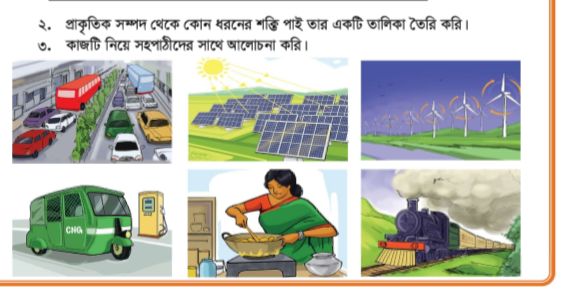 ২. প্রাকৃতিক সম্পদ থেকে কোন ধরনের শক্তি পাই তার একটি তালিকা তৈরি করি।
৩. কাজটি নিয়ে সহপাঠীদের সাথে আলোচনা করি।
CNG